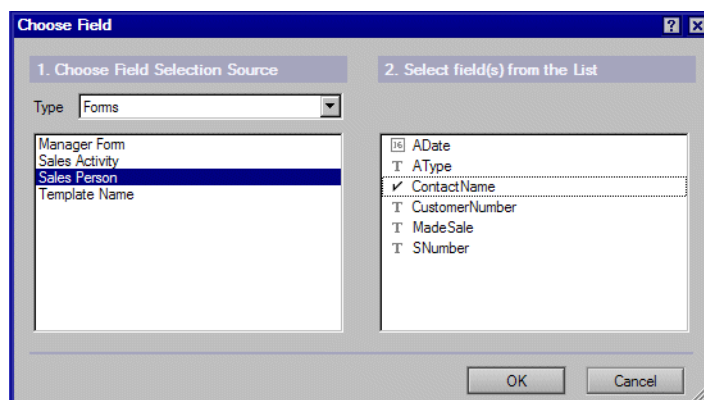 Choose Field
1. Choose Field Selection Source
2. Select field(s) from the List
Type Forms
Manager Form
Sales Activity
Sales Person
Template Name
16 ADate
T AType
✓ ContactName
T CustomerNumber
T MadeSale
T SNumber
OK Cancel